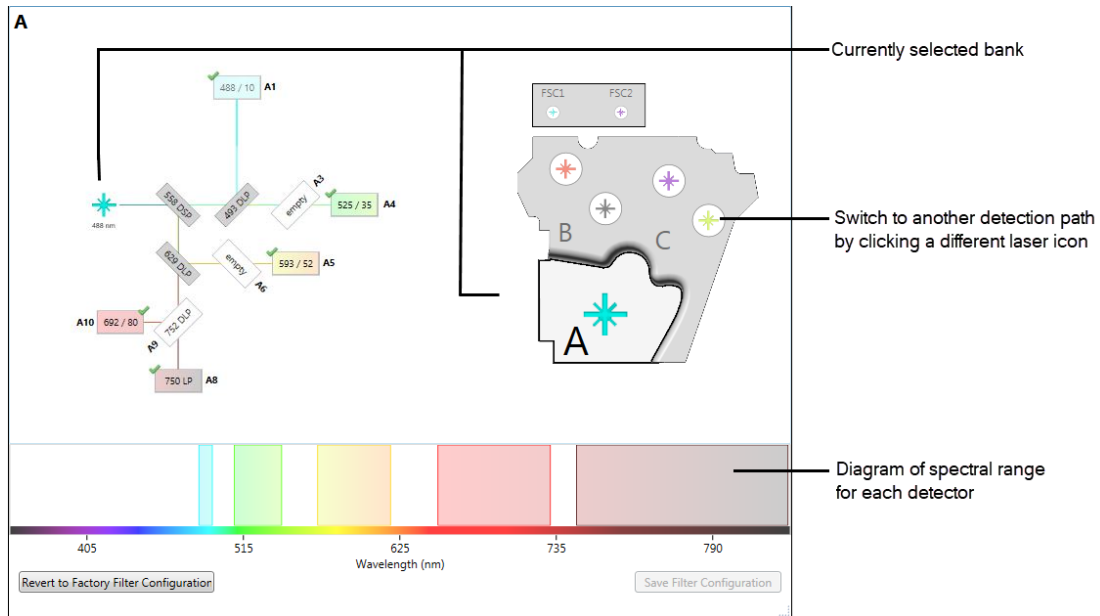 A
Currently selected bank
488 / 10 A1
FSC1 FSC2
A3
558 DSP 493 DLP empty 525 / 35 A4
488 nm
Switch to another detection path
by clicking a different laser icon
B C
629 DLP empty 593 / 52 A5
A6
A10 692 / 80 752 DLP
A9
A
750 LP A8
Diagram of spectral range
for each detector
405 515 625 735 790
Wavelength (nm)
Revert to Factory Filter Configuration Save Filter Configuration